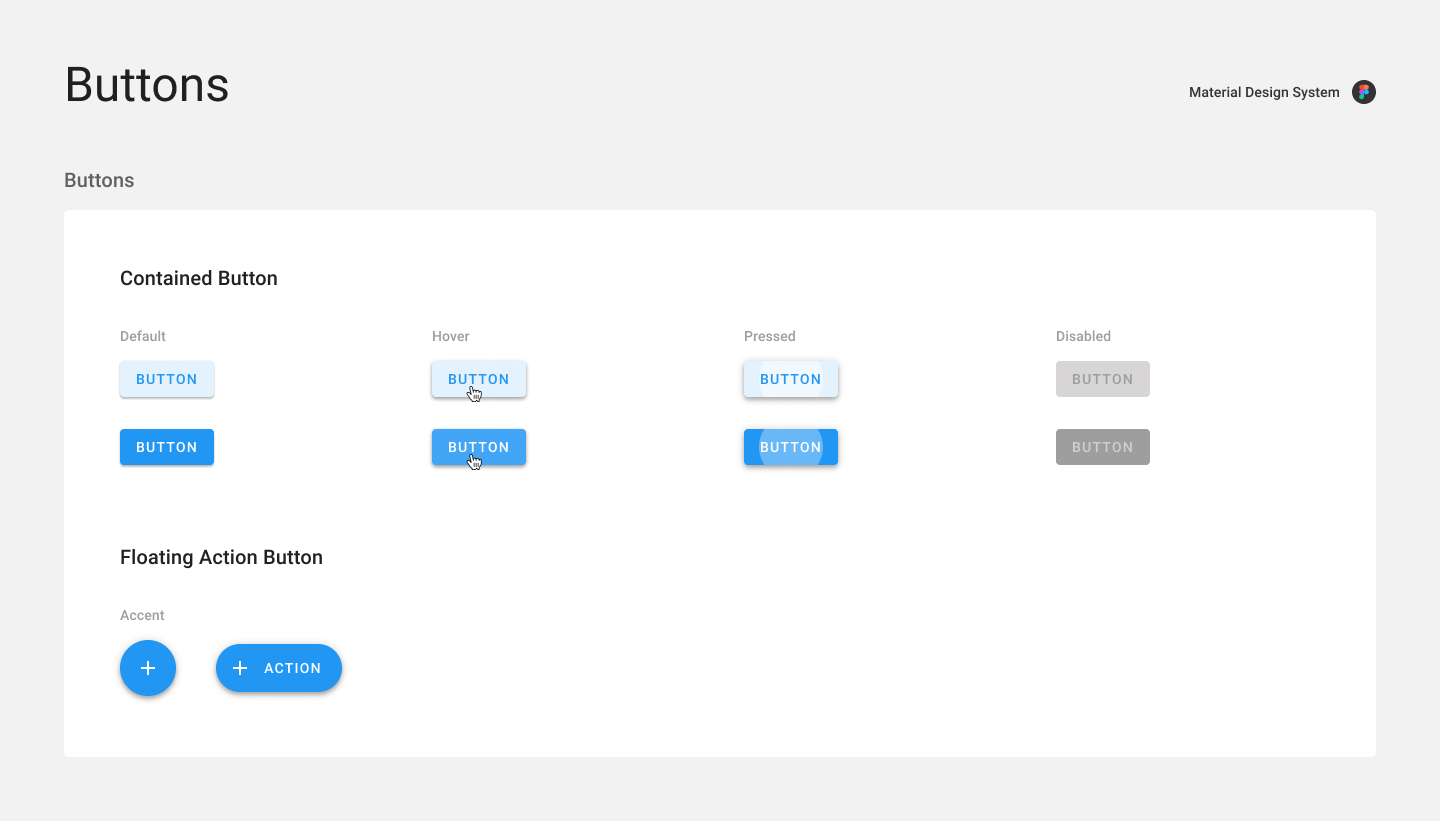 Buttons
Material Design System
Buttons
Contained Button
Default Hover Pressed Disabled
BUTTON BUTTON BUTTON BUTTON
BUTTON BUTTON BUTTON BUTTON
Floating Action Button
Accent
ACTION